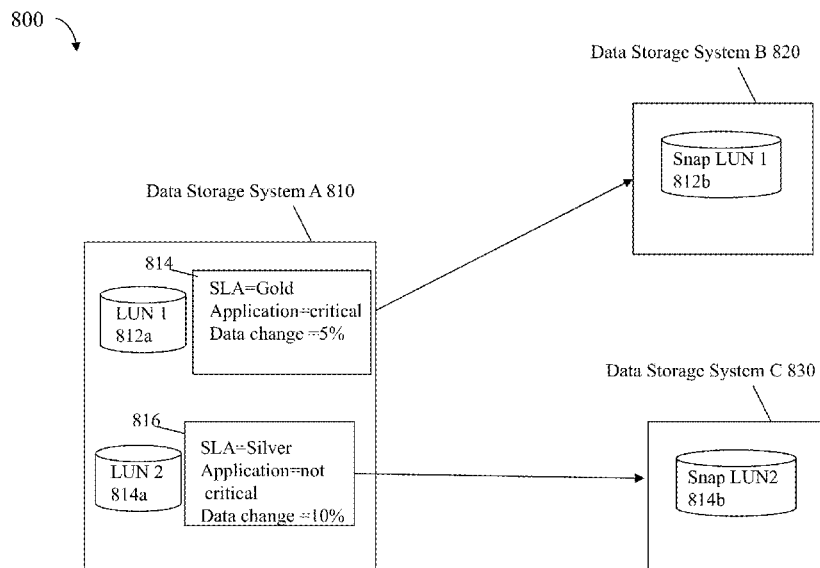 800
Data Storage System B 820
Snap LUN 1
812b
Data Storage System A 810
814
SLA=Gold
Application=critical
Data change =5%
LUN 1
812a
Data Storage System C 830
816
SLA=Silver
Application=not
critical
Data change =10%
LUN 2
814a
Snap LUN2
814b